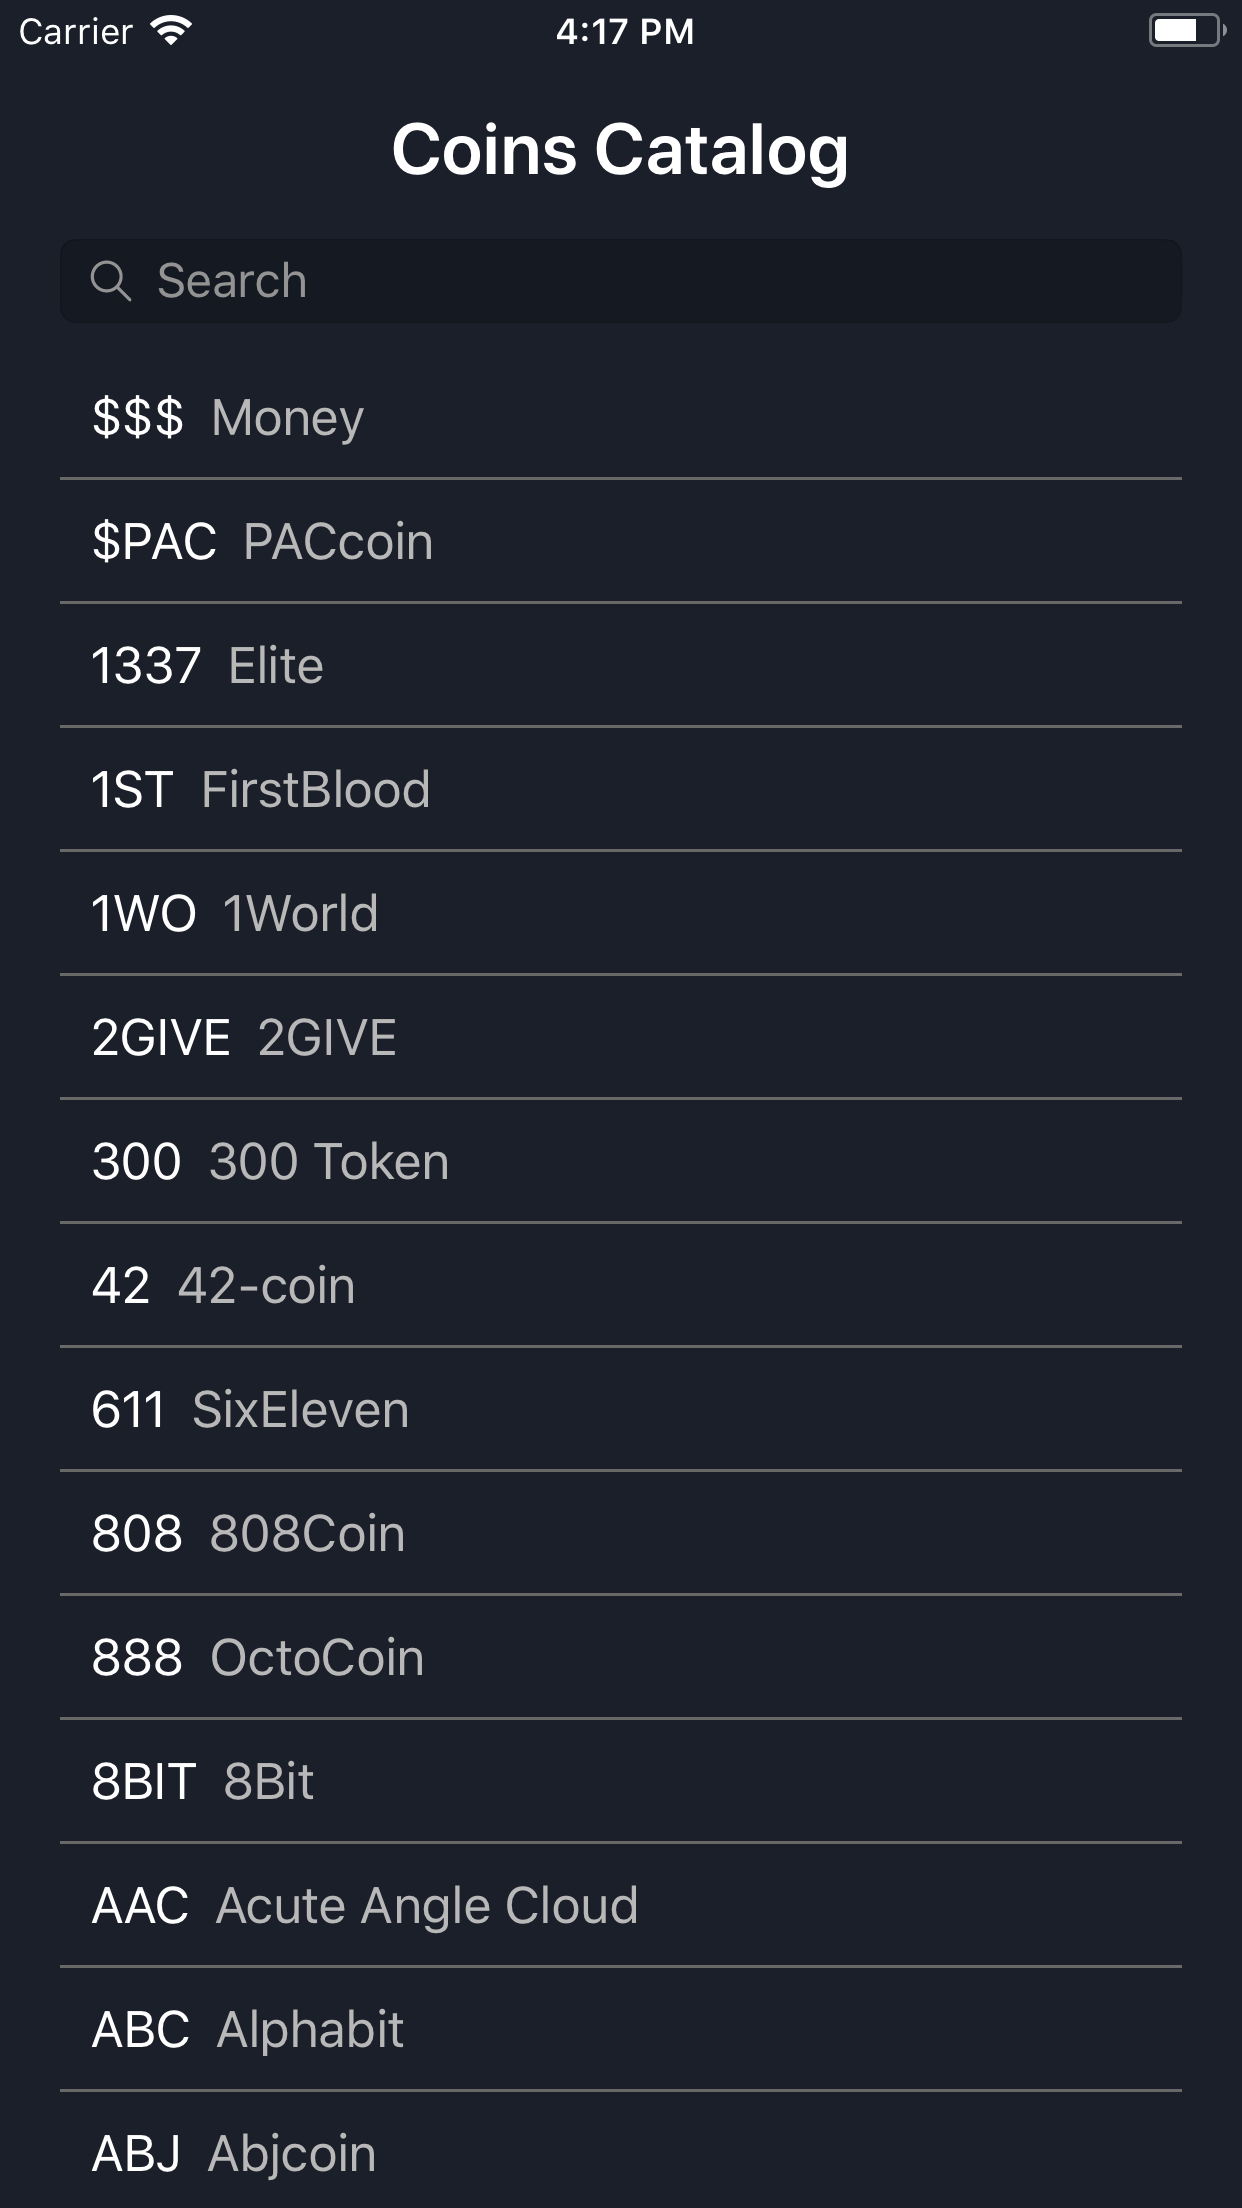 Carrier 4:17 PM
Coins Catalog
Search
$$$ Money
$PAC PACcoin
1337 Elite
1ST FirstBlood
1WO 1World
2GIVE 2GIVE
300 300 Token
42 42-coin
611 SixEleven
808 808Coin
888 OctoCoin
8BIT 8Bit
AAC Acute Angle Cloud
ABC Alphabit
ABJ Abjcoin